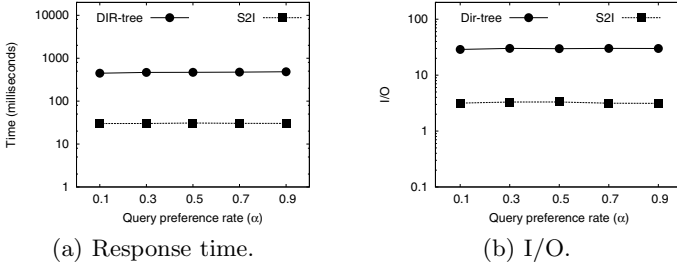 DIR-tree S2I
Time (milliseconds)
10000
1000
100
10
1
0.1 0.3 0.5 0.7 0.9
Query preference rate (α)
(a) Response time.
Dir-tree S2I
I/O
100
10
1
0.1
0.1 0.3 0.5 0.7 0.9
Query preference rate (α)
(b) I/O.